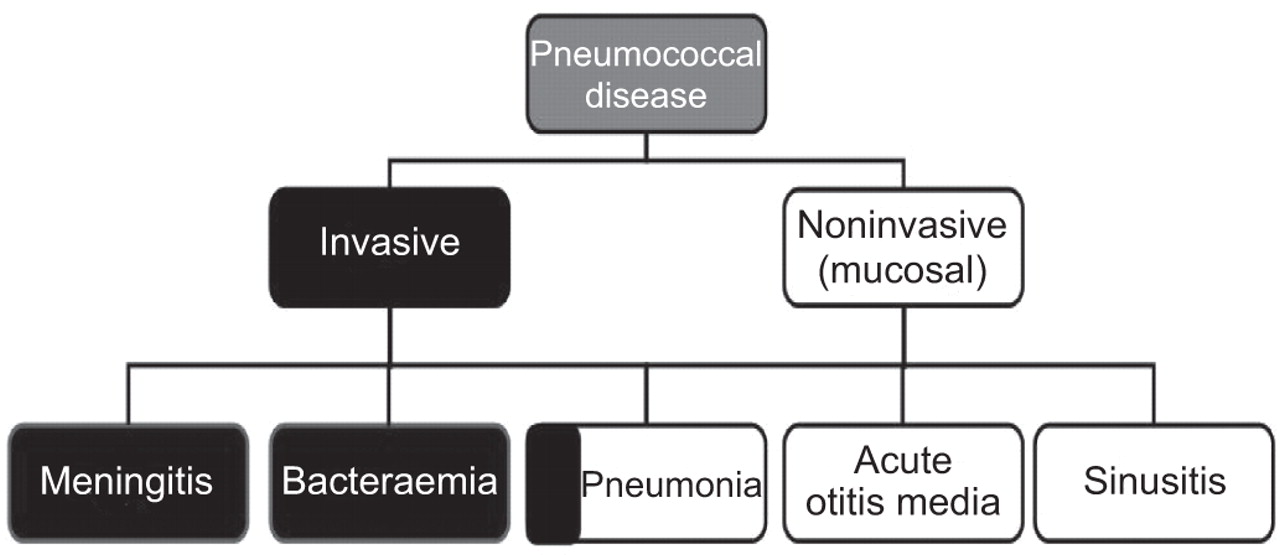 Pneumococcal
disease
Invasive
Noninvasive
(mucosal)
Meningitis
Bacteraemia
Pneumonia
Acute
otitis media
Sinusitis